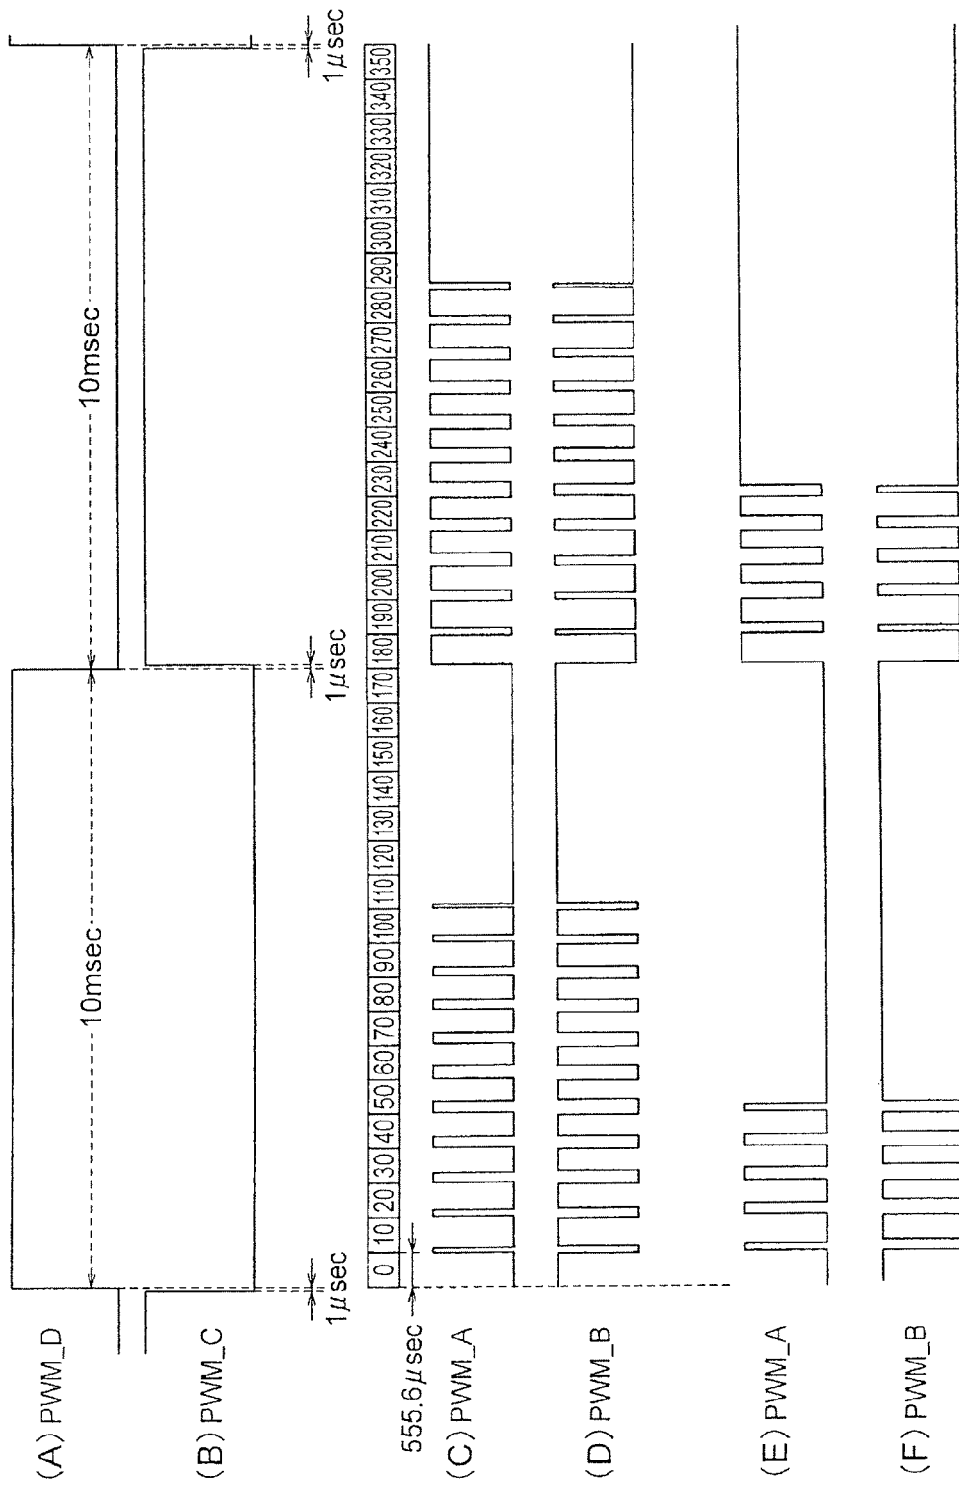 (A) PWM_D
10msec
10msec
(B) PWM_C
1μsec
1μsec
1μsec
0 10 20 30 40 50 60 70 80 90 100 110 120 130 140 150 160 170 180 190 200 210 220 230 240 250 260 270 280 290 300 310 320 330 340 350
555.6μsec
(C) PWM_A
(D) PWM_B
(E) PWM_A
(F) PWM_B